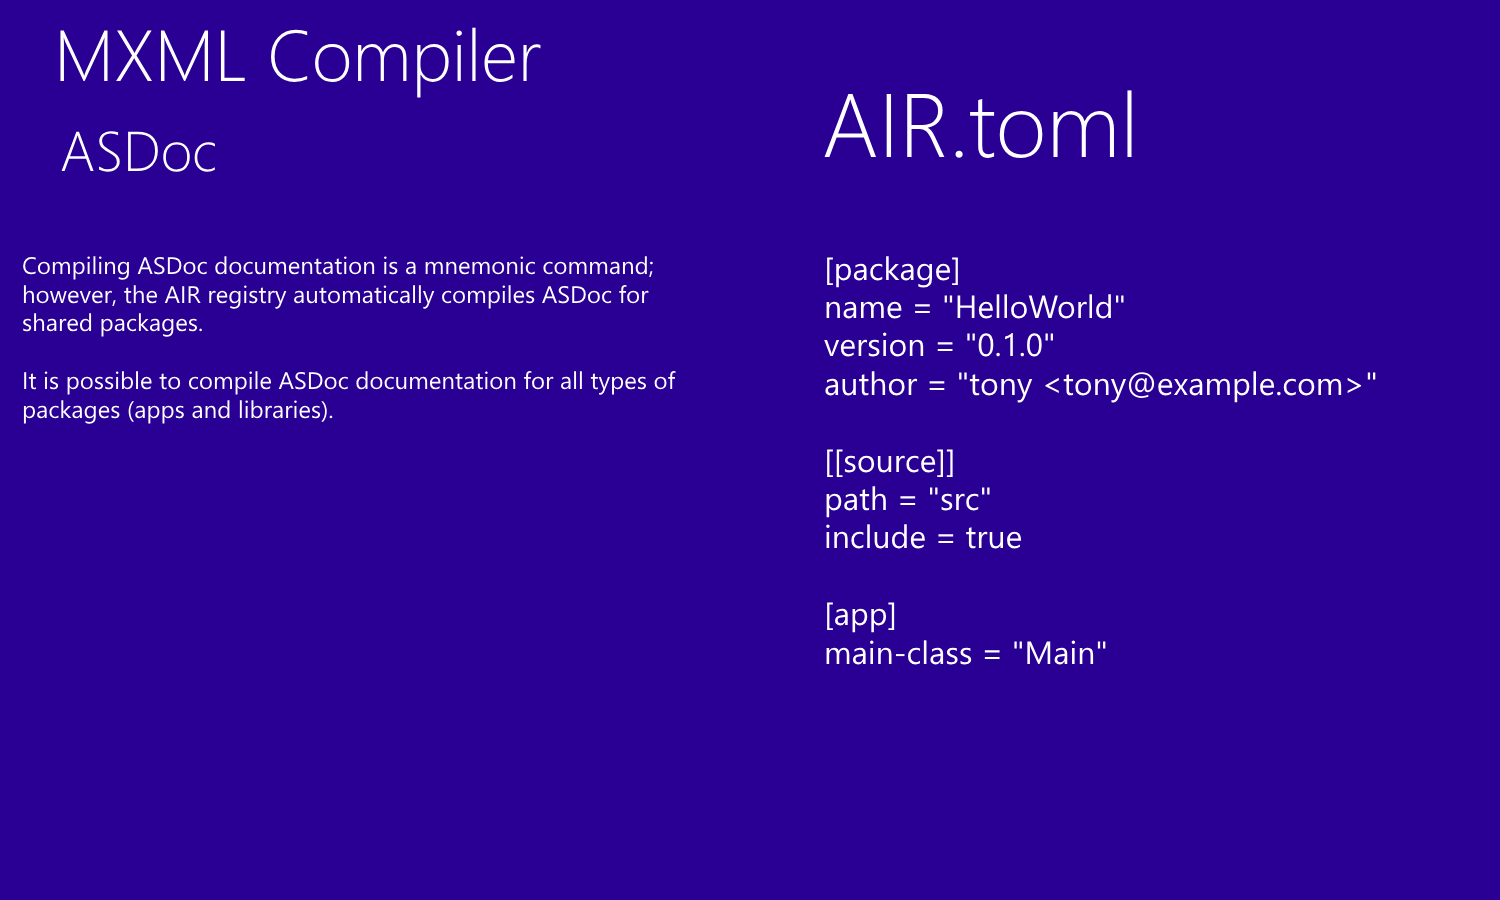 MXML Compiler
ASDoc
Compiling ASDoc documentation is a mnemonic command;
however, the AIR registry automatically compiles ASDoc for
shared packages.
It is possible to compile ASDoc documentation for all types of
packages (apps and libraries).
AIR.toml
[package]
name = "HelloWorld"
version = "0.1.0"
author = "tony <tony@example.com>"
[[source]]
path = "src"
include = true
[app]
main-class = "Main"